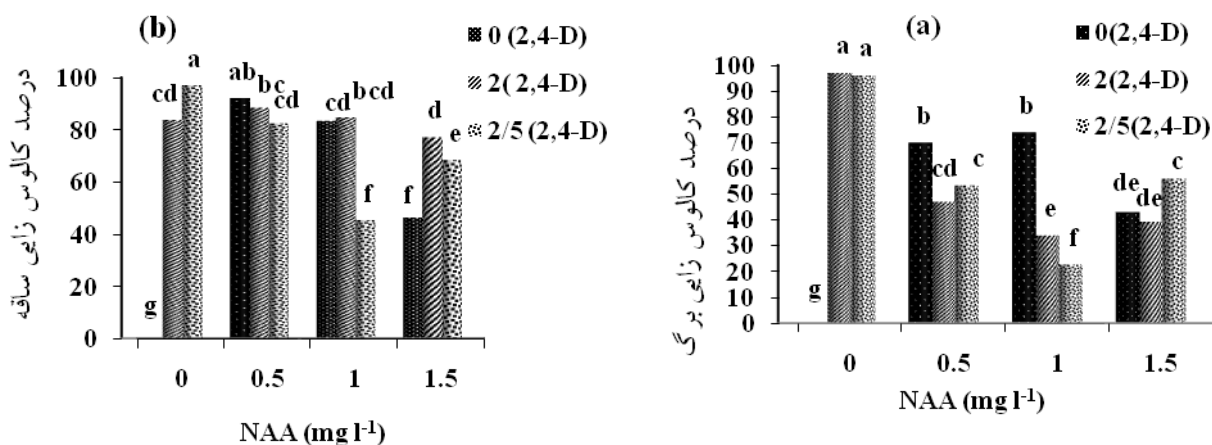 (b)
0 (2,4-D)
2( 2,4-D)
2/5 (2,4-D)
درصد کالوس زایی ساقه
100
80
60
40
20
0
g
cd
a
ab
bc
cd
cd
bcd
f
f
d
e
0 0.5 1 1.5
NAA (mg l-1)
(a)
0(2,4-D)
2(2,4-D)
2/5(2,4-D)
درصد کالوس زایی برگ
100
90
80
70
60
50
40
30
20
10
0
g
a
a
b
cd
c
b
e
f
de
de
c
0 0.5 1 1.5
NAA (mg l-1)